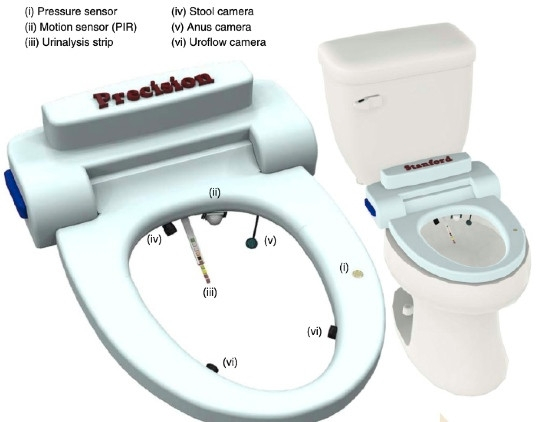 (i) Pressure sensor
(ii) Motion sensor (PIR)
(iii) Urinalysis strip
(iv) Stool camera
(v) Anus camera
(vi) Uroflow camera
Precision
Stanford
(ii)
(iv)
(v)
(i)
(iii)
(vi)
(vi)